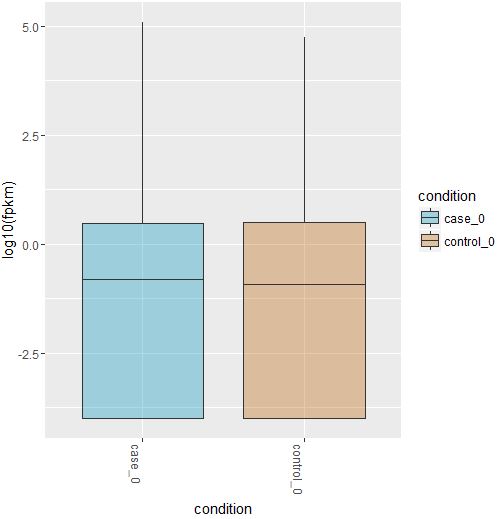 5.0
2.5
0.0
-2.5
log10(fpkm)
case_0
control_0
condition
condition
case_0
control_0